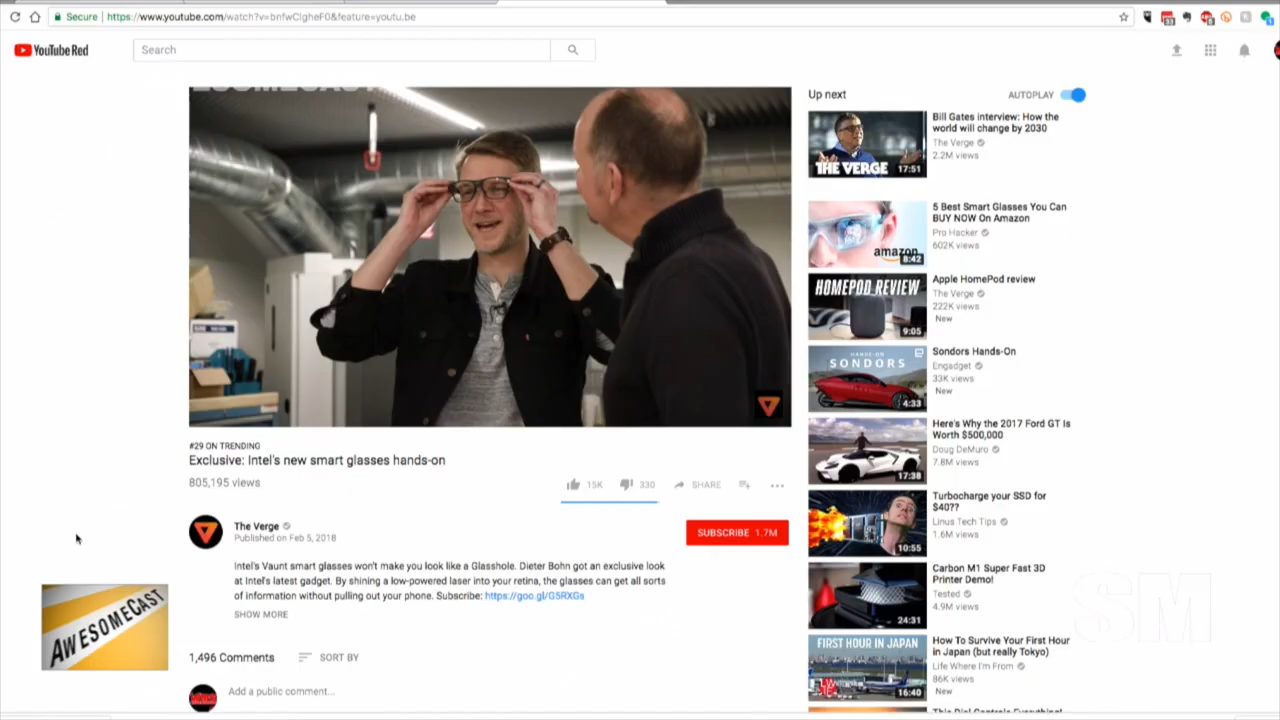 Secure
https://www.youtube.com/watch?v=bnfwClgheF0&feature=youtu.be
YouTube Red
Search
Up next
AUTOPLAY
Bill Gates interview: How the
world will change by 2030
The Verge
2.2M views
THE VERGE
17:51
5 Best Smart Glasses You Can
BUY NOW On Amazon
Pro Hacker
602K views
amazon
8:42
Apple HomePod review
The Verge
222K views
New
HOMEPOD REVIEW
9:05
Sondors Hands-On
Engadget
33K views
New
HANDS-ON
SONDORS
4:33
Here's Why the 2017 Ford GT Is
Worth $500,000
Doug DeMuro
7.8M views
17:38
Turbocharge your SSD for
$40??
Linus Tech Tips
1.6M views
10:55
Carbon M1 Super Fast 3D
Printer Demo!
Tested
4.9M views
24:31
How To Survive Your First Hour
in Japan (but really Tokyo)
Life Where I'm From
86K views
New
FIRST HOUR IN JAPAN
16:40
This Dial Controls Everything!
#29 ON TRENDING
Exclusive: Intel's new smart glasses hands-on
805,195 views
15K
330
SHARE
The Verge
Published on Feb 5, 2018
SUBSCRIBE 1.7M
Intel's Vaunt smart glasses won't make you look like a Glasshole. Dieter Bohn got an exclusive look
at Intel's latest gadget. By shining a low-powered laser into your retina, the glasses can get all sorts
of information without pulling out your phone. Subscribe: https://goo.gl/G5RXGs
SHOW MORE
1,496 Comments
SORT BY
Add a public comment...
AWESOMECAST
SM